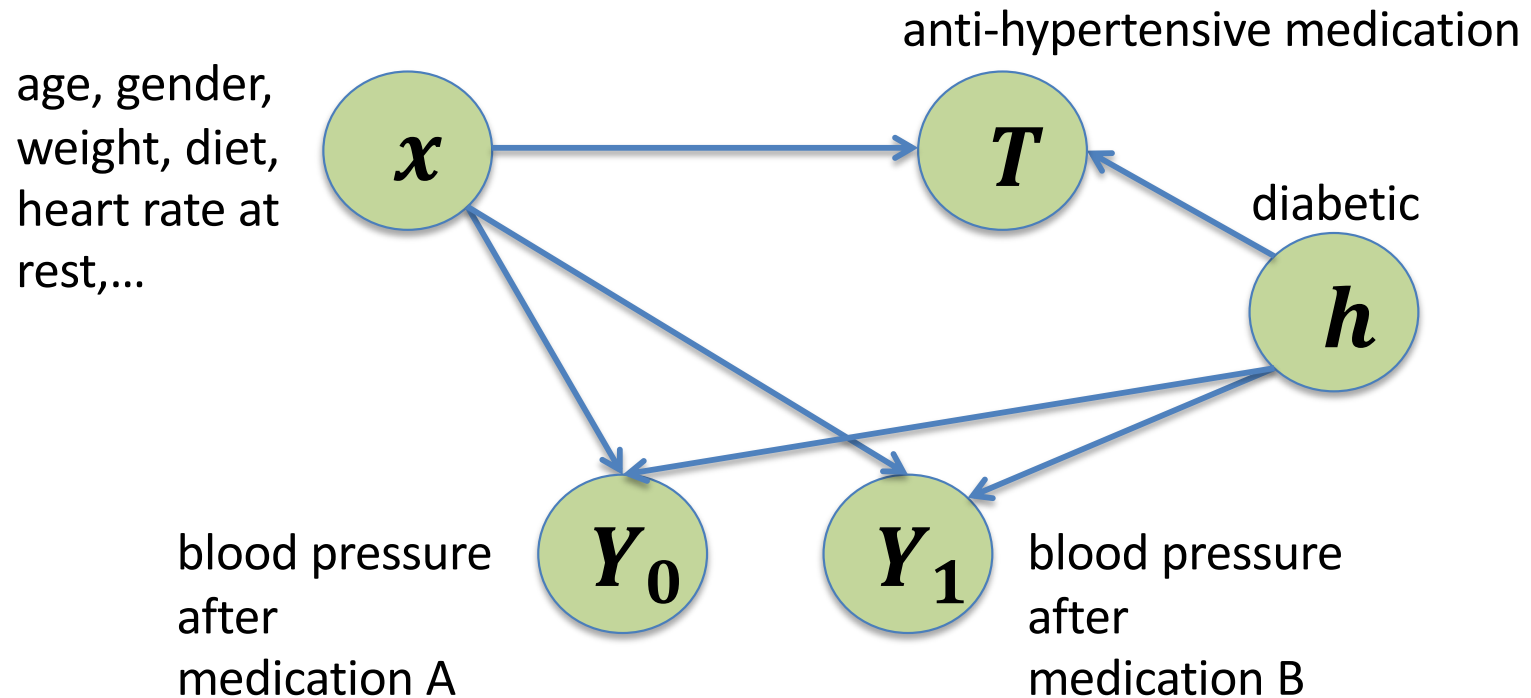 anti-hypertensive medication
age, gender,
weight, diet,
heart rate at
rest,...
x
T
diabetic
h
Y0
Y1
blood pressure
after
medication A
blood pressure
after
medication B